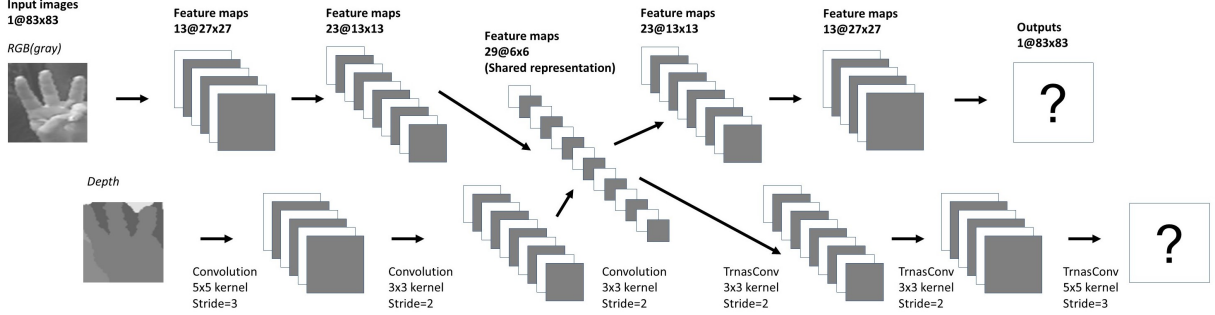 Input images
1@83x83
RGB(gray)
Feature maps
13@27x27
Feature maps
23@13x13
Feature maps
29@6x6
(Shared representation)
Feature maps
23@13x13
Feature maps
13@27x27
Outputs
1@83x83
?
Depth
Convolution
5x5 kernel
Stride=3
Convolution
3x3 kernel
Stride=2
Convolution
3x3 kernel
Stride=2
TrnasConv
3x3 kernel
Stride=2
TrnasConv
3x3 kernel
Stride=2
TrnasConv
5x5 kernel
Stride=3
?